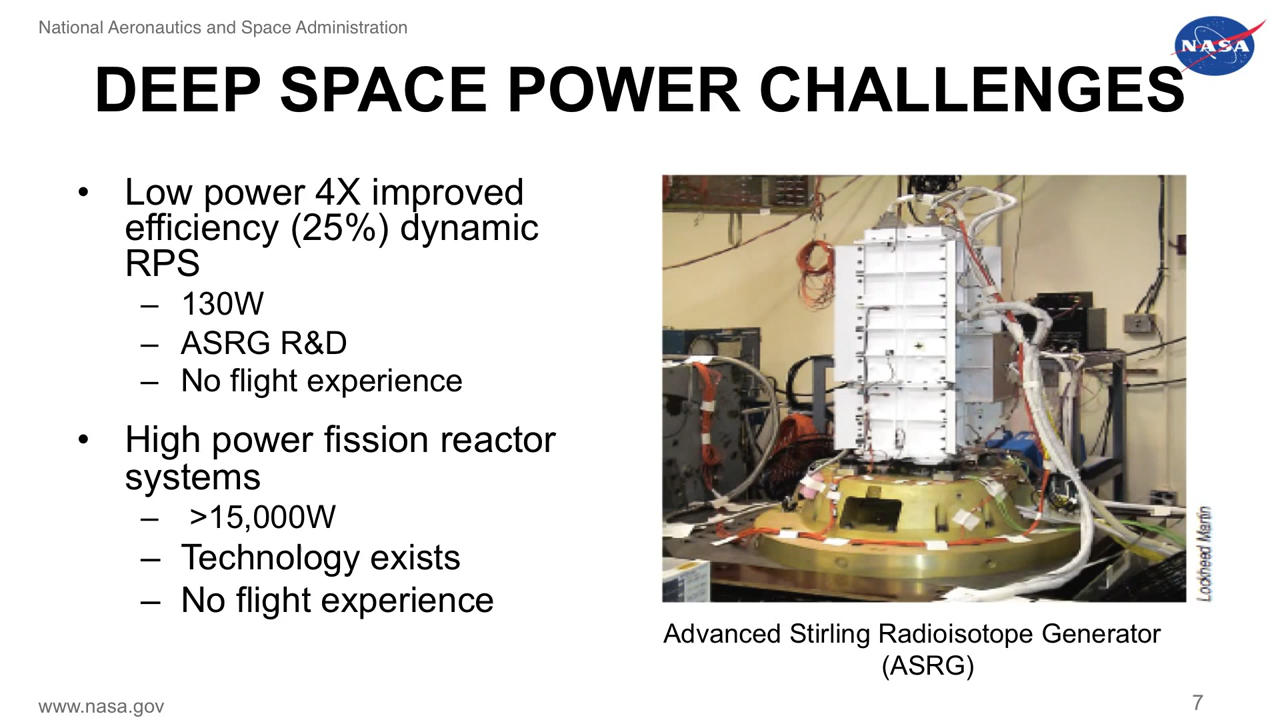 National Aeronautics and Space Administration
NASA
DEEP SPACE POWER CHALLENGES
• Low power 4X improved
efficiency (25%) dynamic
RPS
– 130W
– ASRG R&D
– No flight experience
• High power fission reactor
systems
– >15,000W
– Technology exists
– No flight experience
Lockheed Martin
Advanced Stirling Radioisotope Generator
(ASRG)
www.nasa.gov
7